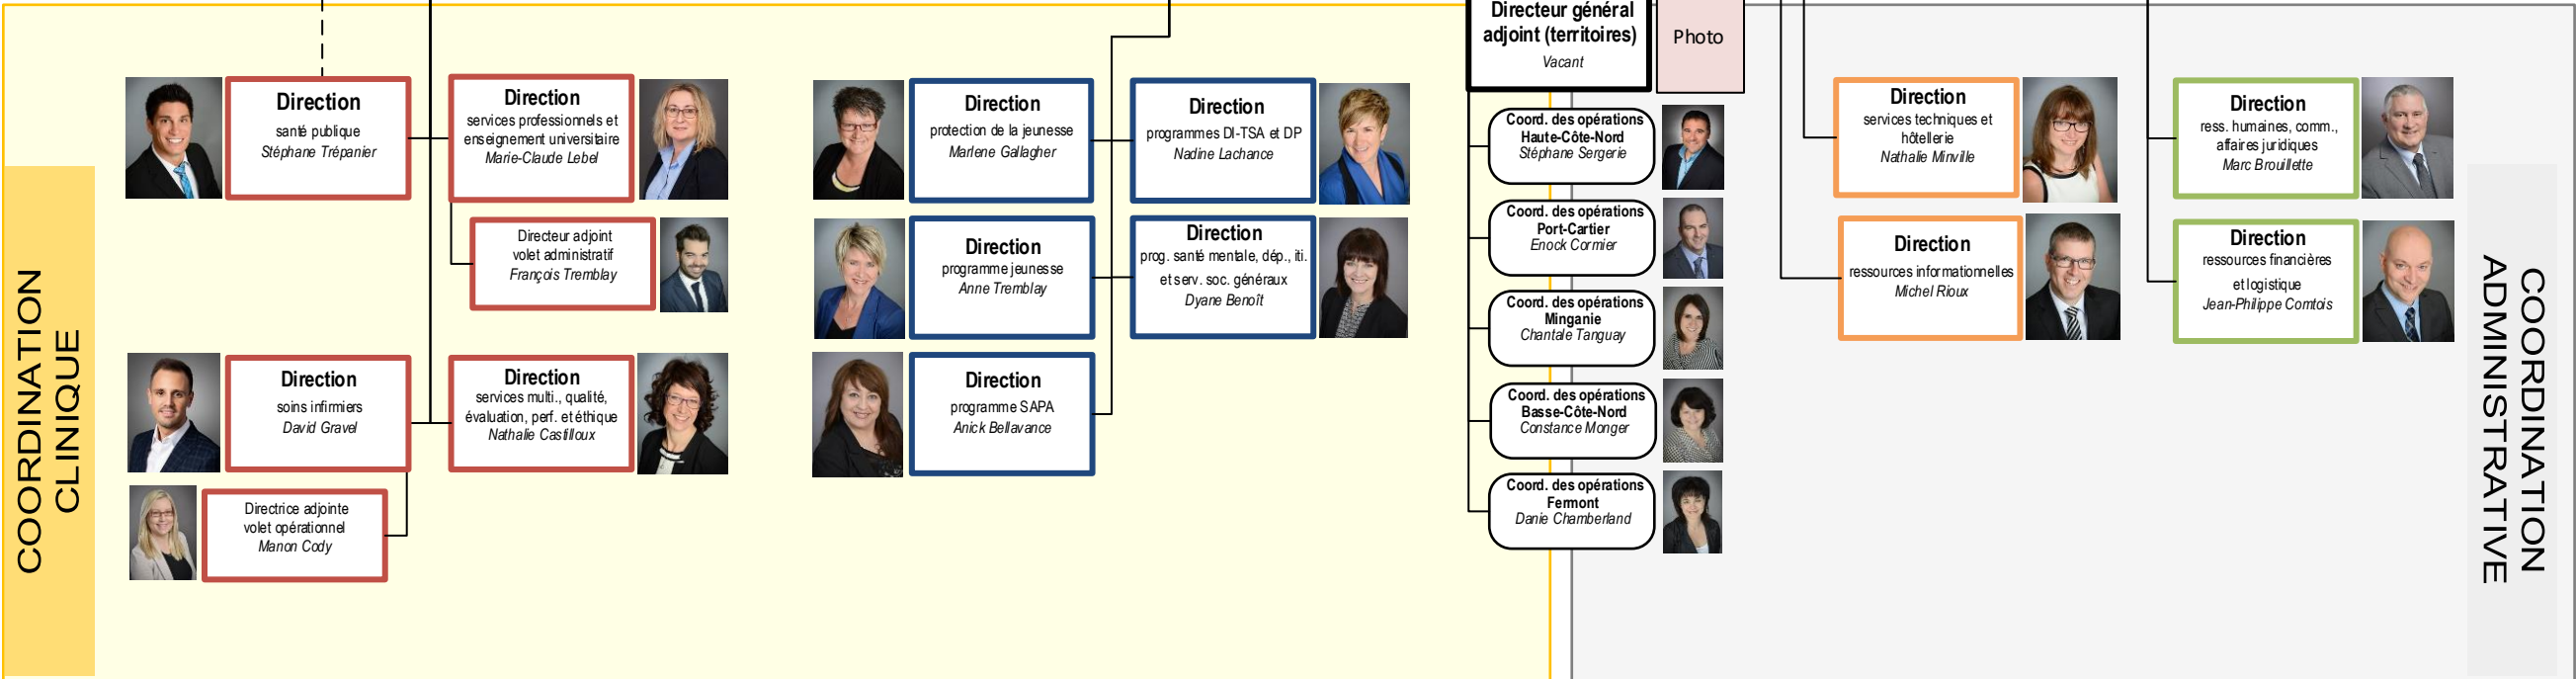 COORDINATION
CLINIQUE
Direction
santé publique
Stéphane Trépanier
Direction
services professionnels et
enseignement universitaire
Marie-Claude Lebel
Directeur adjoint
volet administratif
François Tremblay
Direction
soins infirmiers
David Gravel
Direction
services multi., qualité,
évaluation, perf. et éthique
Nathalie Castilloux
Directrice adjointe
volet opérationnel
Manon Cody
Direction
protection de la jeunesse
Marlene Gallagher
Direction
programmes DI-TSA et DP
Nadine Lachance
Direction
programme jeunesse
Anne Tremblay
Direction
prog. santé mentale, dép., iti.
et serv. soc. généraux
Dyane Benoît
Direction
programme SAPA
Anick Bellavance
Directeur général
adjoint (territoires)
Vacant
Photo
Coord. des opérations
Haute-Côte-Nord
Stéphane Sergerie
Coord. des opérations
Port-Cartier
Enock Cormier
Coord. des opérations
Minganie
Chantale Tanguay
Coord. des opérations
Basse-Côte-Nord
Constance Monger
Coord. des opérations
Fermont
Danie Chamberland
Direction
services techniques et
hôtellerie
Nathalie Minville
Direction
ress. humaines, comm.,
affaires juridiques
Marc Brouillette
Direction
ressources informationnelles
Michel Rioux
Direction
ressources financières
et logistique
Jean-Philippe Comtois
COORDINATION
ADMINISTRATIVE